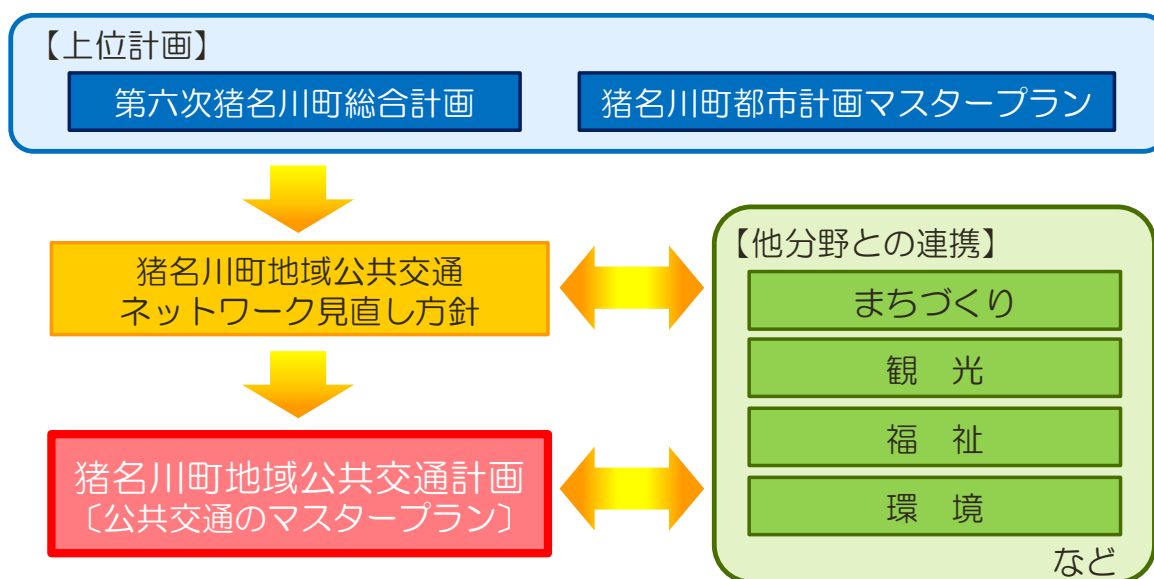 【上位計画】
第六次猪名川町総合計画
猪名川町都市計画マスタープラン
猪名川町地域公共交通
ネットワーク見直し方針
猪名川町地域公共交通計画
〔公共交通のマスタープラン〕
【他分野との連携】
まちづくり
観　光
福　祉
環　境
など